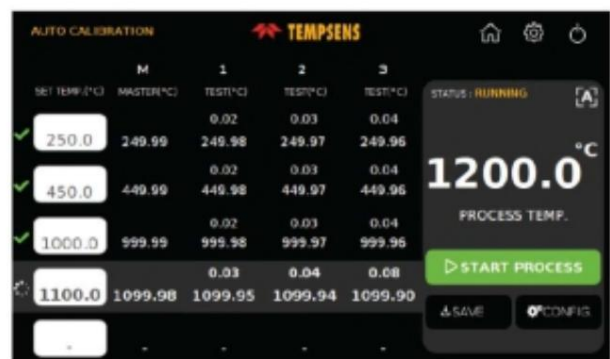 AUTO CALIBRATION TEMPSENS
M 1 2 3
SET TEMP.(°C) MASTER(°C) TEST(°C) TEST(°C) TEST(°C)
0.02 0.03 0.04
250.0 249.99 249.98 249.97 249.96
0.02 0.03 0.04
450.0 449.99 449.98 449.97 449.96
0.02 0.03 0.04
1000.0 999.99 999.98 999.97 999.96
0.03 0.04 0.08
1100.0 1099.98 1099.95 1099.94 1099.90
- - - - -
STATUS : RUNNING [A]
1200.0 °C
PROCESS TEMP.
START PROCESS
SAVE CONFIG